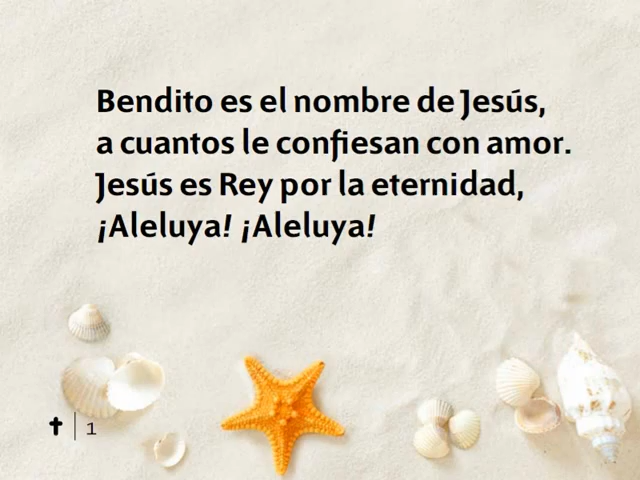 Bendito es el nombre de Jesús,
a cuantos le confiesan con amor.
Jesús es Rey por la eternidad,
¡Aleluya! ¡Aleluya!
✝ | 1